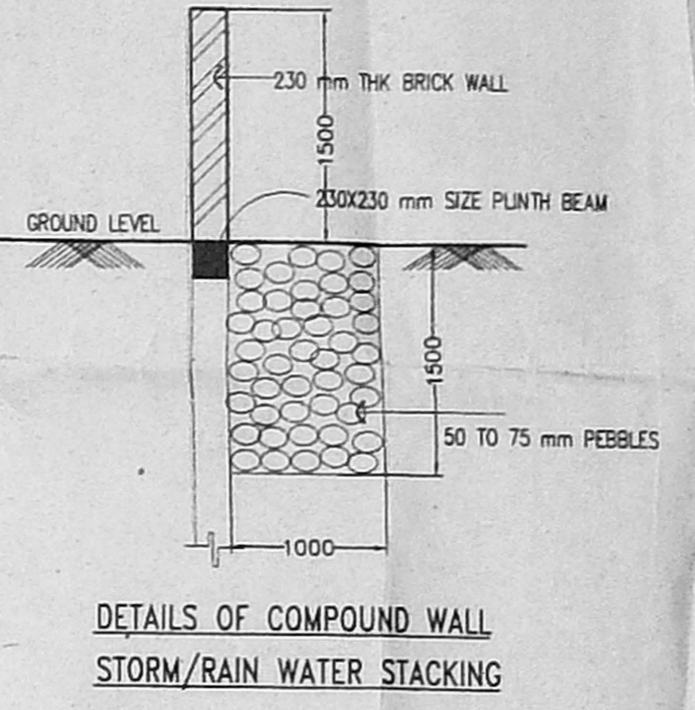 230 mm THK BRICK WALL
1500
230X230 mm SIZE PLINTH BEAM
GROUND LEVEL
1500
50 TO 75 mm PEBBLES
1000
DETAILS OF COMPOUND WALL
STORM/RAIN WATER STACKING